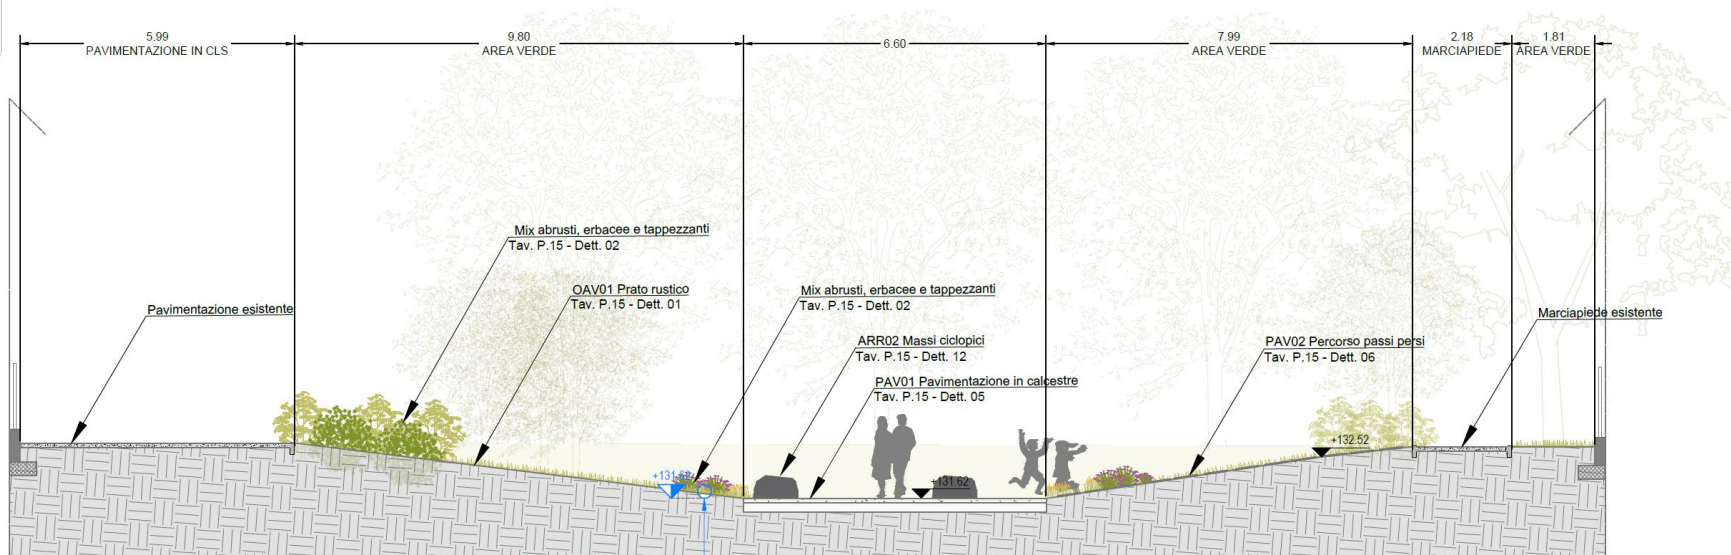 5.99
PAVIMENTAZIONE IN CLS
9.80
AREA VERDE
6.60
7.99
AREA VERDE
2.18
MARCIAPIEDE
1.81
AREA VERDE
Mix abrusti, erbacee e tappezzanti
Tav. P.15 - Dett. 02
OAV01 Prato rustico
Tav. P.15 - Dett. 01
Pavimentazione esistente
Mix abrusti, erbacee e tappezzanti
Tav. P.15 - Dett. 02
ARR02 Massi ciclopici
Tav. P.15 - Dett. 12
PAV01 Pavimentazione in calcestre
Tav. P.15 - Dett. 05
PAV02 Percorso passi persi
Tav. P.15 - Dett. 06
Marciapiede esistente
+132.52
+131.62